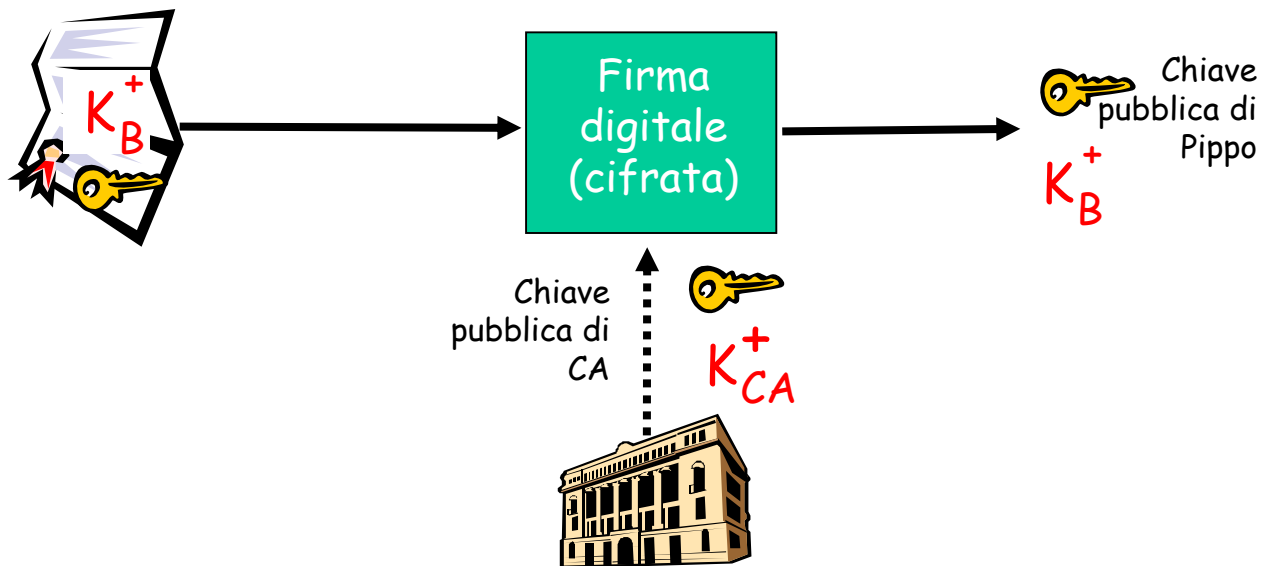 K_B^+
Firma
digitale
(cifrata)
Chiave
pubblica di
Pippo
K_B^+
Chiave
pubblica di
CA
K_CA^+